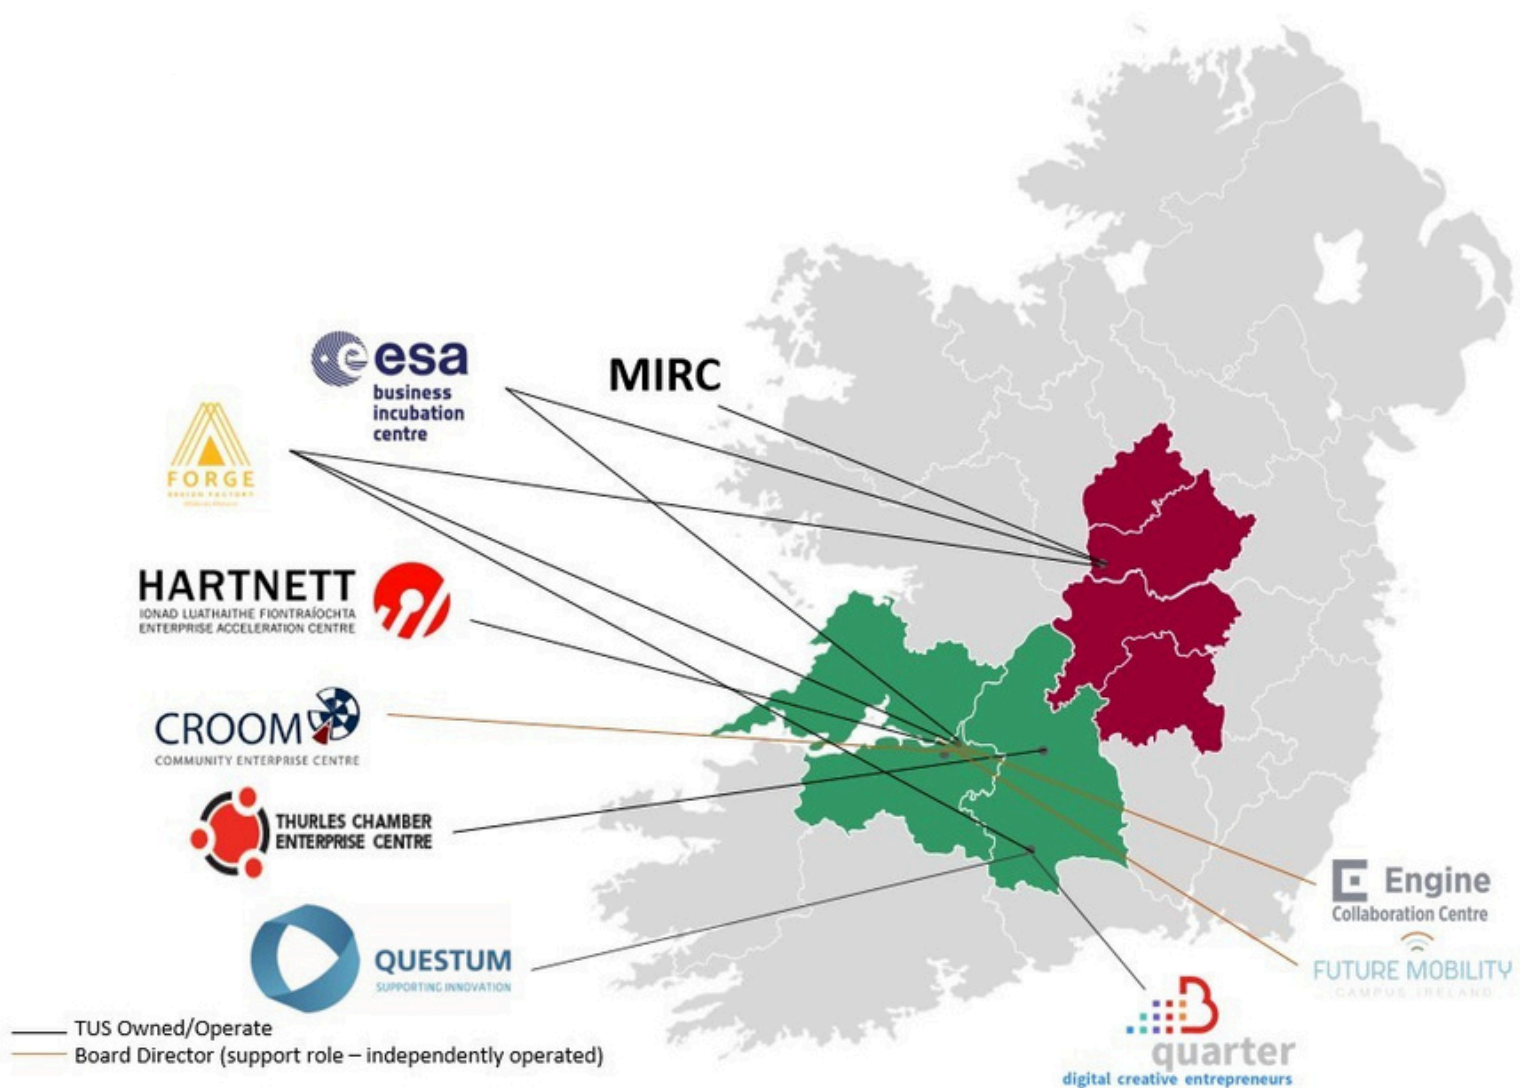 esa
business
incubation
centre
MIRC
FORGE
DESIGN FACTORY
HARTNETT
IONAD LUATHAITHE FIONTRAÍOCHTA
ENTERPRISE ACCELERATION CENTRE
CROOM
COMMUNITY ENTERPRISE CENTRE
THURLES CHAMBER
ENTERPRISE CENTRE
QUESTUM
SUPPORTING INNOVATION
Engine
Collaboration Centre
FUTURE MOBILITY
CAMPUS IRELAND
B
quarter
digital creative entrepreneurs
TUS Owned/Operate
Board Director (support role – independently operated)